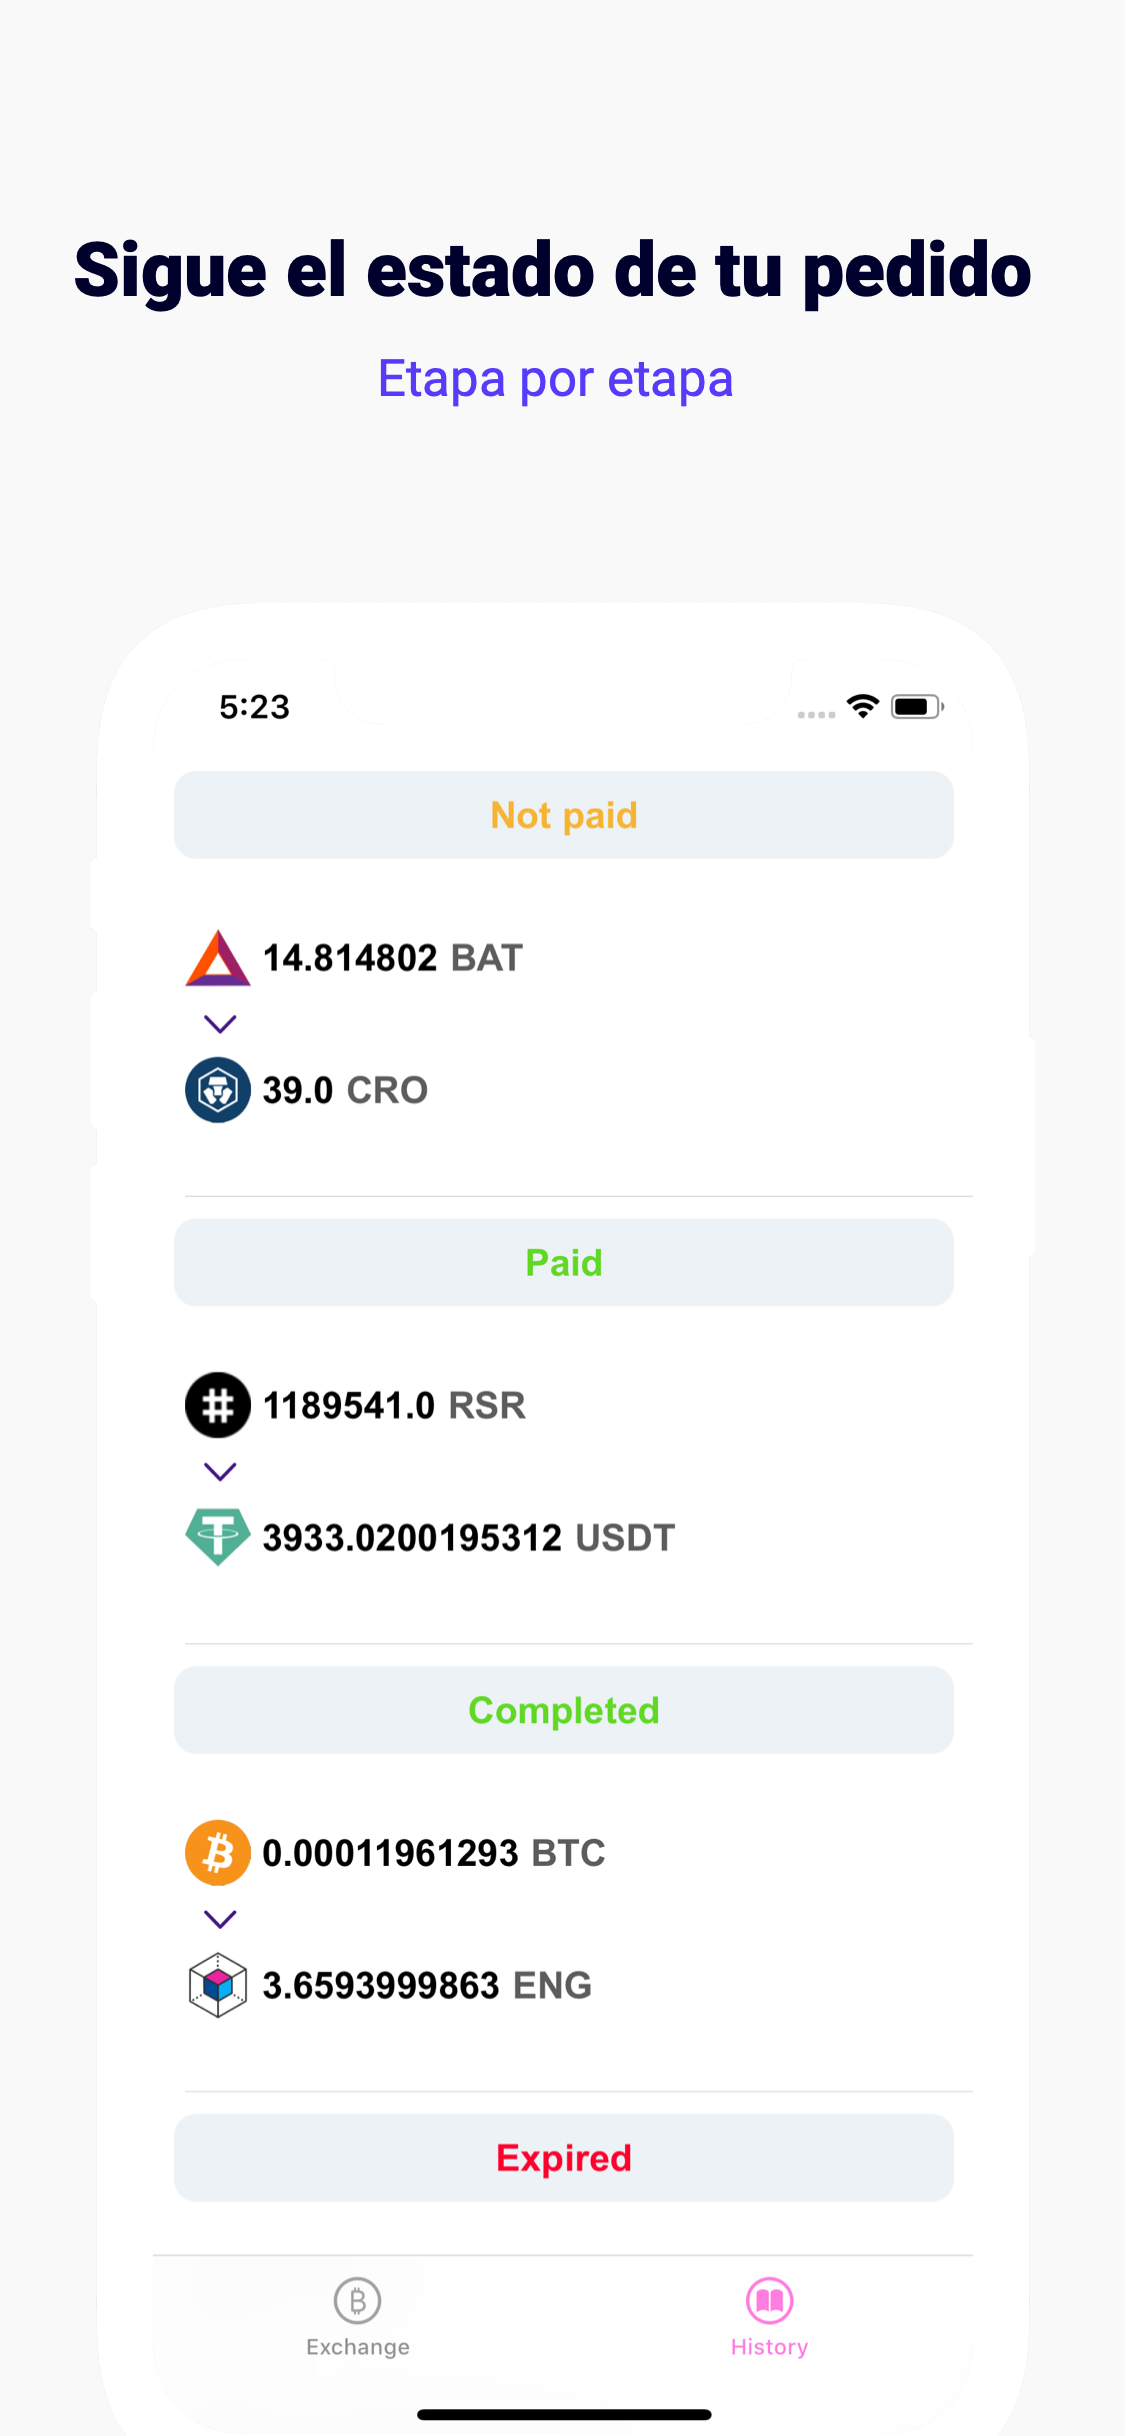 Sigue el estado de tu pedido
Etapa por etapa
5:23
Not paid
14.814802 BAT
39.0 CRO
Paid
1189541.0 RSR
3933.0200195312 USDT
Completed
0.00011961293 BTC
3.6593999863 ENG
Expired
Exchange
History